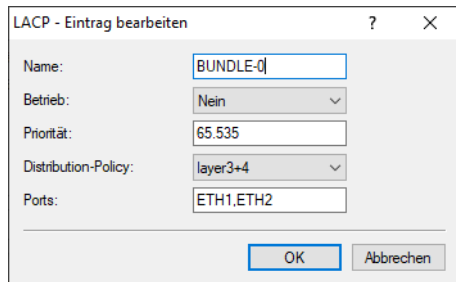 LACP - Eintrag bearbeiten ? ×
Name: BUNDLE-0
Betrieb: Nein
Priorität: 65.535
Distribution-Policy: layer3+4
Ports: ETH1,ETH2
OK Abbrechen